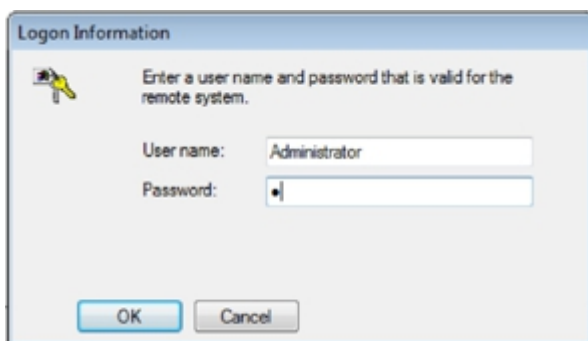 Logon Information
Enter a user name and password that is valid for the
remote system.
User name: Administrator
Password: •
OK Cancel